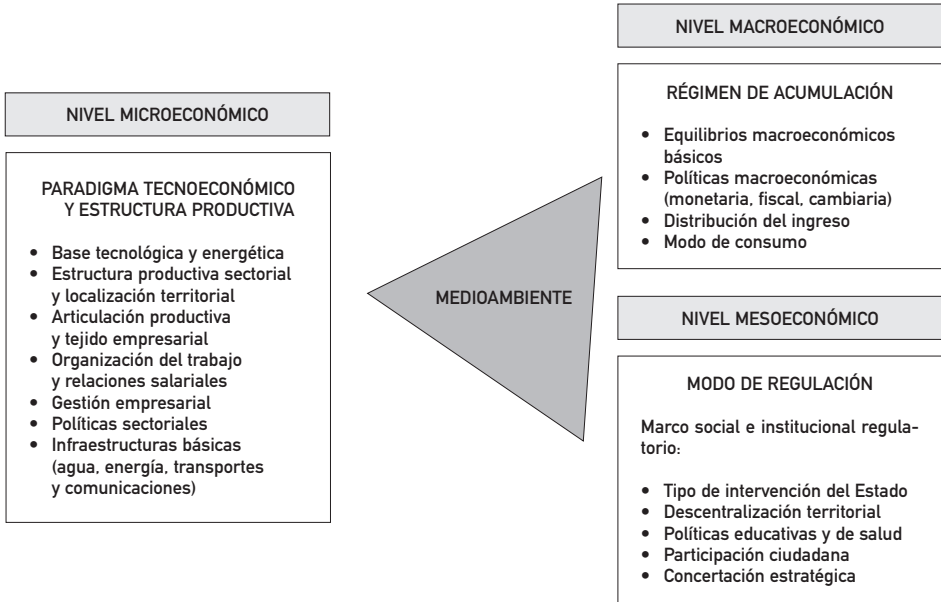 NIVEL MICROECONÓMICO
PARADIGMA TECNOECONÓMICO
Y ESTRUCTURA PRODUCTIVA
• Base tecnológica y energética
• Estructura productiva sectorial
y localización territorial
• Articulación productiva
y tejido empresarial
• Organización del trabajo
y relaciones salariales
• Gestión empresarial
• Políticas sectoriales
• Infraestructuras básicas
(agua, energía, transportes
y comunicaciones)
MEDIOAMBIENTE
NIVEL MACROECONÓMICO
RÉGIMEN DE ACUMULACIÓN
• Equilibrios macroeconómicos
básicos
• Políticas macroeconómicas
(monetaria, fiscal, cambiaria)
• Distribución del ingreso
• Modo de consumo
NIVEL MESOECONÓMICO
MODO DE REGULACIÓN
Marco social e institucional regula-
torio:
• Tipo de intervención del Estado
• Descentralización territorial
• Políticas educativas y de salud
• Participación ciudadana
• Concertación estratégica